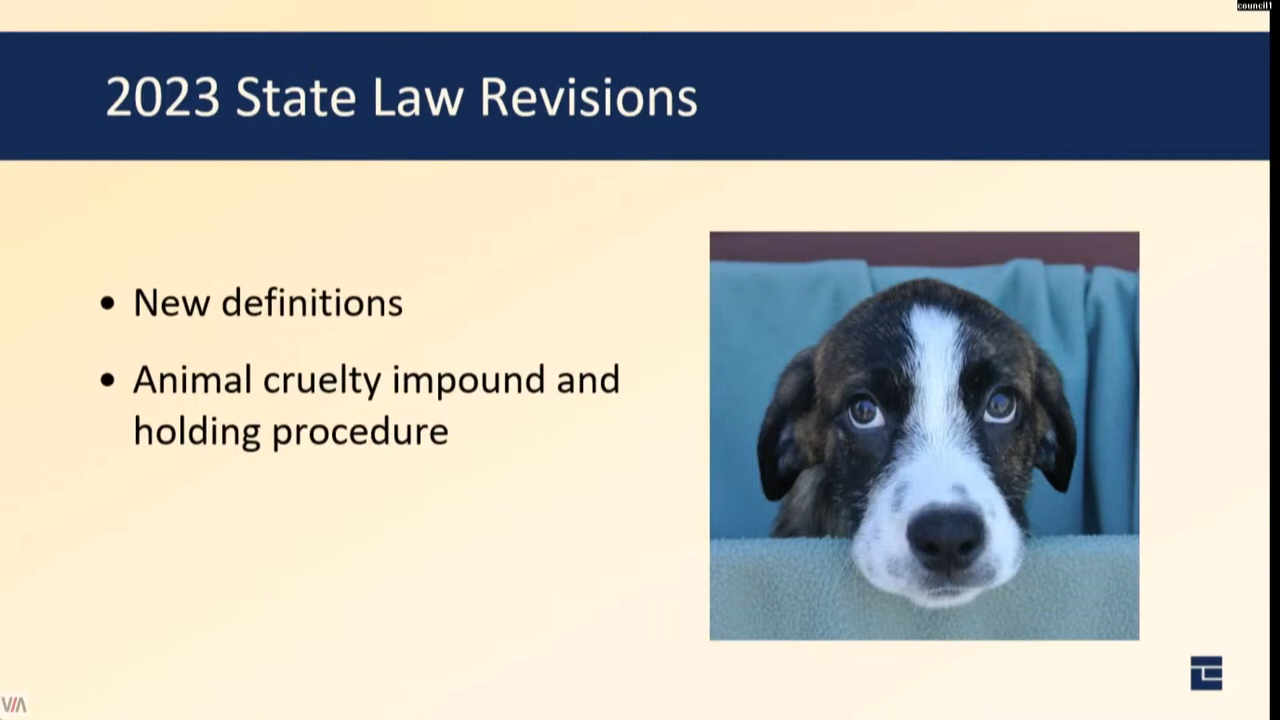 council1
2023 State Law Revisions
• New definitions
• Animal cruelty impound and
holding procedure
VIA